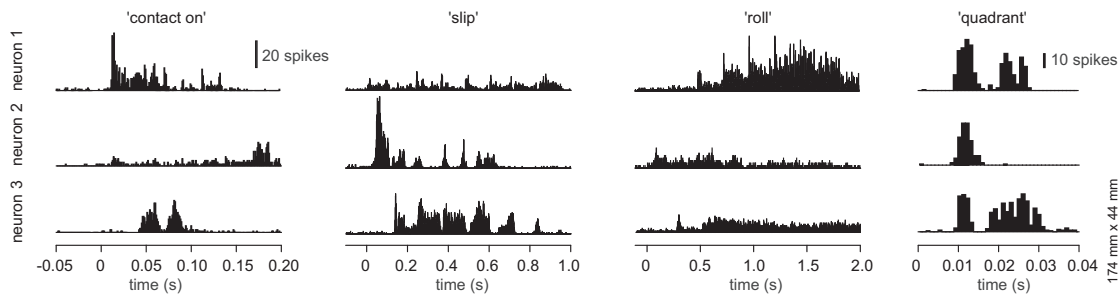 'contact on'
'slip'
'roll'
'quadrant'
neuron 1
20 spikes
10 spikes
neuron 2
neuron 3
-0.05 0 0.05 0.10 0.15 0.20
0 0.2 0.4 0.6 0.8 1.0
0 0.5 1.0 1.5 2.0
0 0.01 0.02 0.03 0.04
time (s)
time (s)
time (s)
time (s)
174 mm x 44 mm